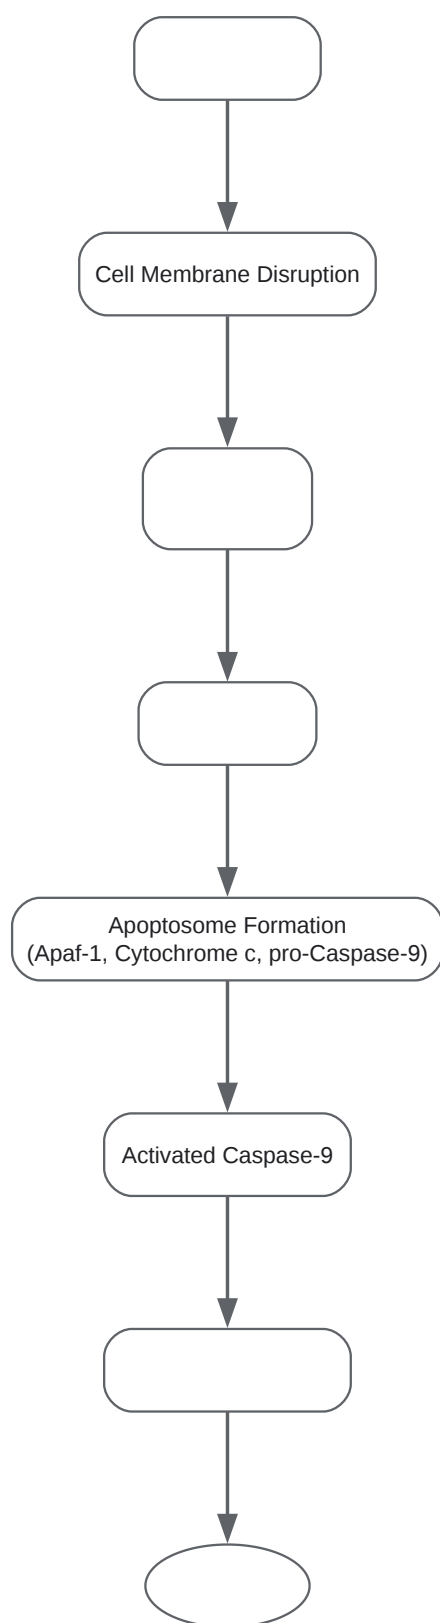 Cell Membrane Disruption
Apoptosome Formation
(Apaf-1, Cytochrome c, pro-Caspase-9)
Activated Caspase-9